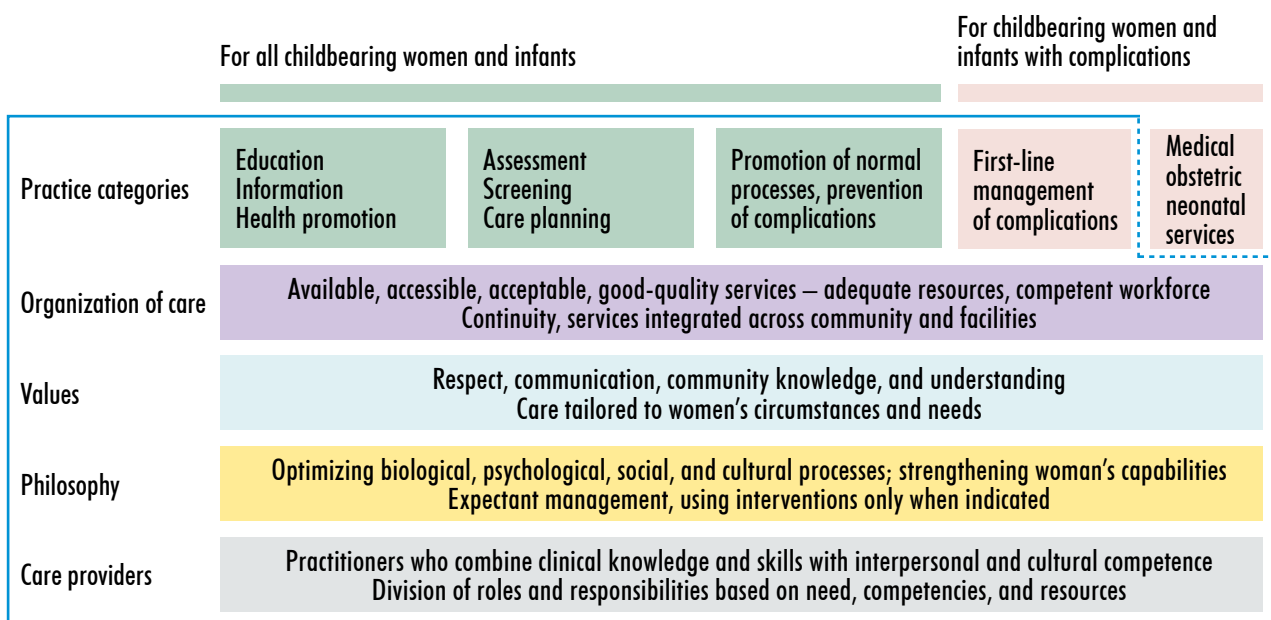 For all childbearing women and infants
For childbearing women and
infants with complications
Practice categories
Education
Information
Health promotion
Assessment
Screening
Care planning
Promotion of normal
processes, prevention
of complications
First-line
management
of complications
Medical
obstetric
neonatal
services
Organization of care
Available, accessible, acceptable, good-quality services – adequate resources, competent workforce
Continuity, services integrated across community and facilities
Values
Respect, communication, community knowledge, and understanding
Care tailored to women’s circumstances and needs
Philosophy
Optimizing biological, psychological, social, and cultural processes; strengthening woman’s capabilities
Expectant management, using interventions only when indicated
Care providers
Practitioners who combine clinical knowledge and skills with interpersonal and cultural competence
Division of roles and responsibilities based on need, competencies, and resources